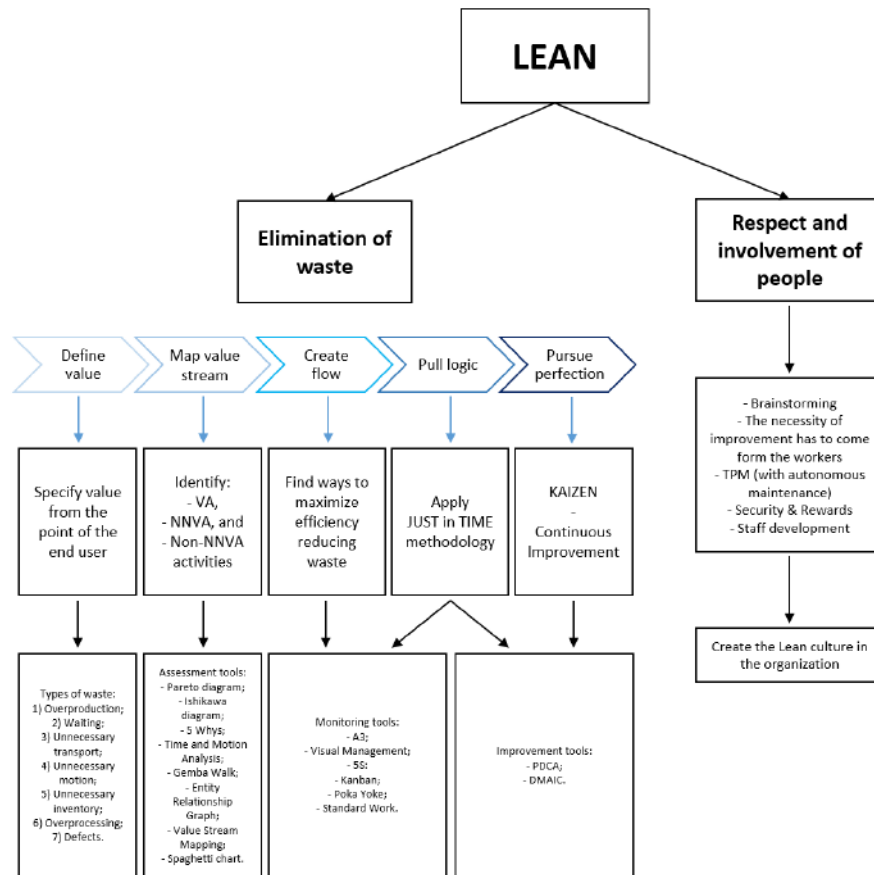 LEAN
Elimination of
waste
Respect and
involvement of
people
Define
value
Map value
stream
Create
flow
Pull logic
Pursue
perfection
Specify value
from the
point of the
end user
Identify:
- VA,
- NNVA, and
- Non-NNVA
activities
Find ways to
maximize
efficiency
reducing
waste
Apply
JUST in TIME
methodology
KAIZEN
-
Continuous
Improvement
- Brainstorming
- The necessity of
improvement has to come
form the workers
- TPM (with autonomous
maintenance)
- Security & Rewards
- Staff development
Create the Lean culture in
the organization
Types of waste:
1) Overproduction;
2) Waiting;
3) Unnecessary
transport;
4) Unnecessary
motion;
5) Unnecessary
inventory;
6) Overprocessing;
7) Defects.
Assessment tools:
- Pareto diagram;
- Ishikawa
diagram;
- 5 Whys;
- Time and Motion
Analysis;
- Gemba Walk;
- Entity
Relationship
Graph;
- Value Stream
Mapping;
- Spaghetti chart.
Monitoring tools:
- A3;
- Visual Management;
- 5S;
- Kanban;
- Poka Yoke;
- Standard Work.
Improvement tools:
- PDCA;
- DMAIC.